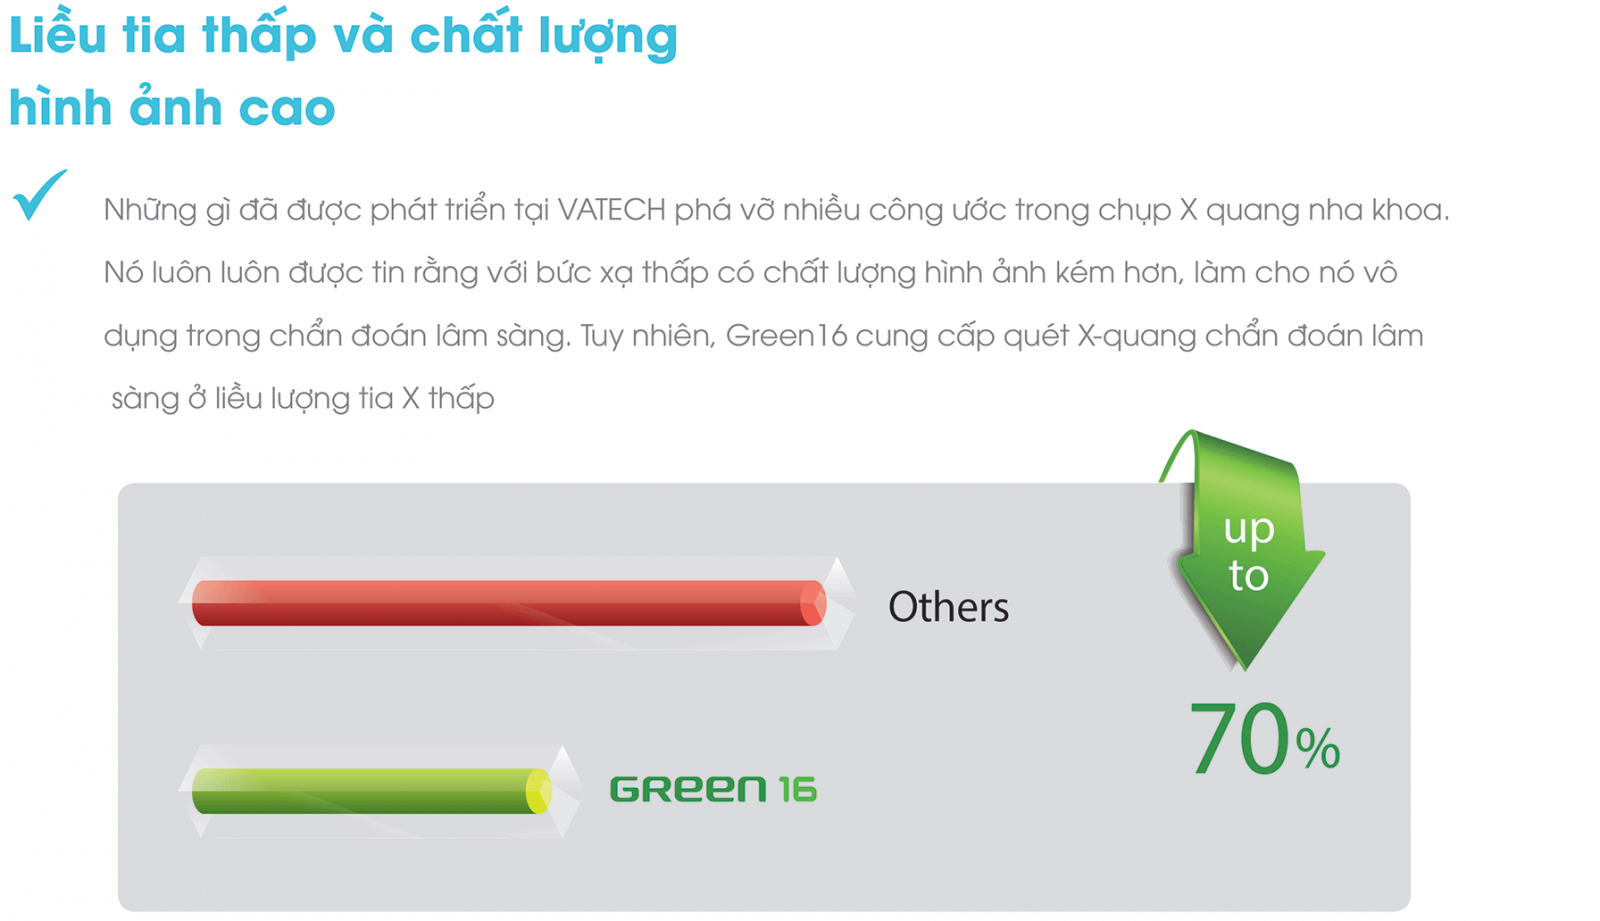 Liều tia thấp và chất lượng
hình ảnh cao
Những gì đã được phát triển tại VATECH phá vỡ nhiều công ước trong chụp X quang nha khoa.
Nó luôn luôn được tin rằng với bức xạ thấp có chất lượng hình ảnh kém hơn, làm cho nó vô
dụng trong chẩn đoán lâm sàng. Tuy nhiên, Green16 cung cấp quét X-quang chẩn đoán lâm
sàng ở liều lượng tia X thấp
up
to
Others
70%
GReen 16